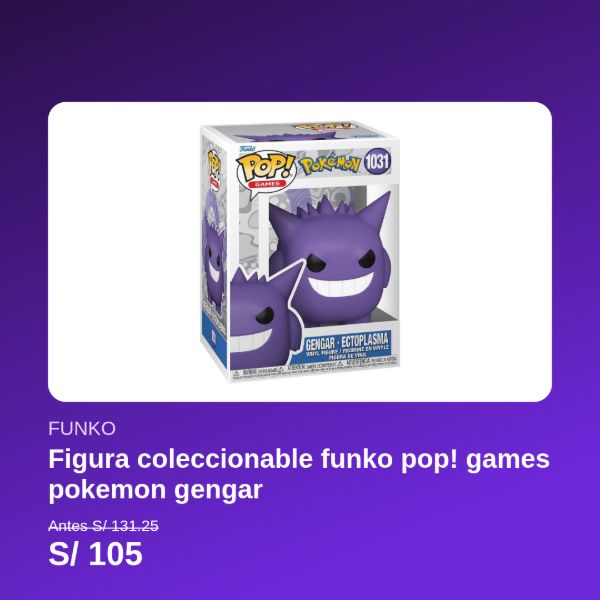 Funko
POP!
GAMES
POKÉMON
1031
GENGAR · ECTOPLASMA
VINYL FIGURE / FIGURINE EN VINYLE
FIGURA DE VINIL
FUNKO
Figura coleccionable funko pop! games
pokemon gengar
Antes S/ 131.25
S/ 105